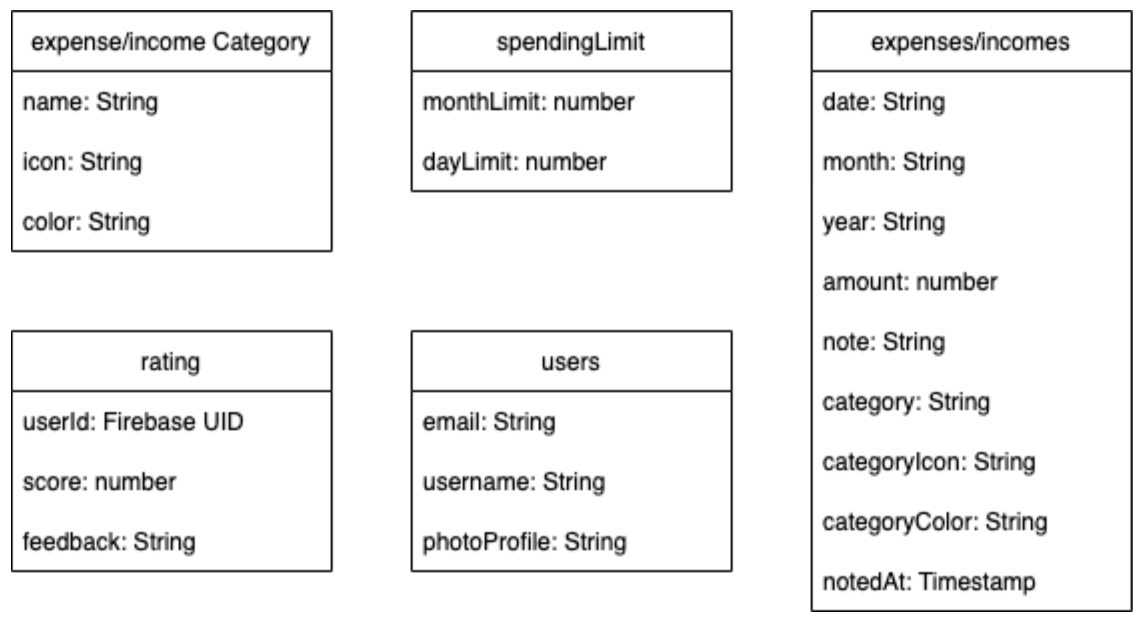 expense/income Category
name: String
icon: String
color: String
spendingLimit
monthLimit: number
dayLimit: number
expenses/incomes
date: String
month: String
year: String
amount: number
note: String
category: String
categoryIcon: String
categoryColor: String
notedAt: Timestamp
rating
userId: Firebase UID
score: number
feedback: String
users
email: String
username: String
photoProfile: String